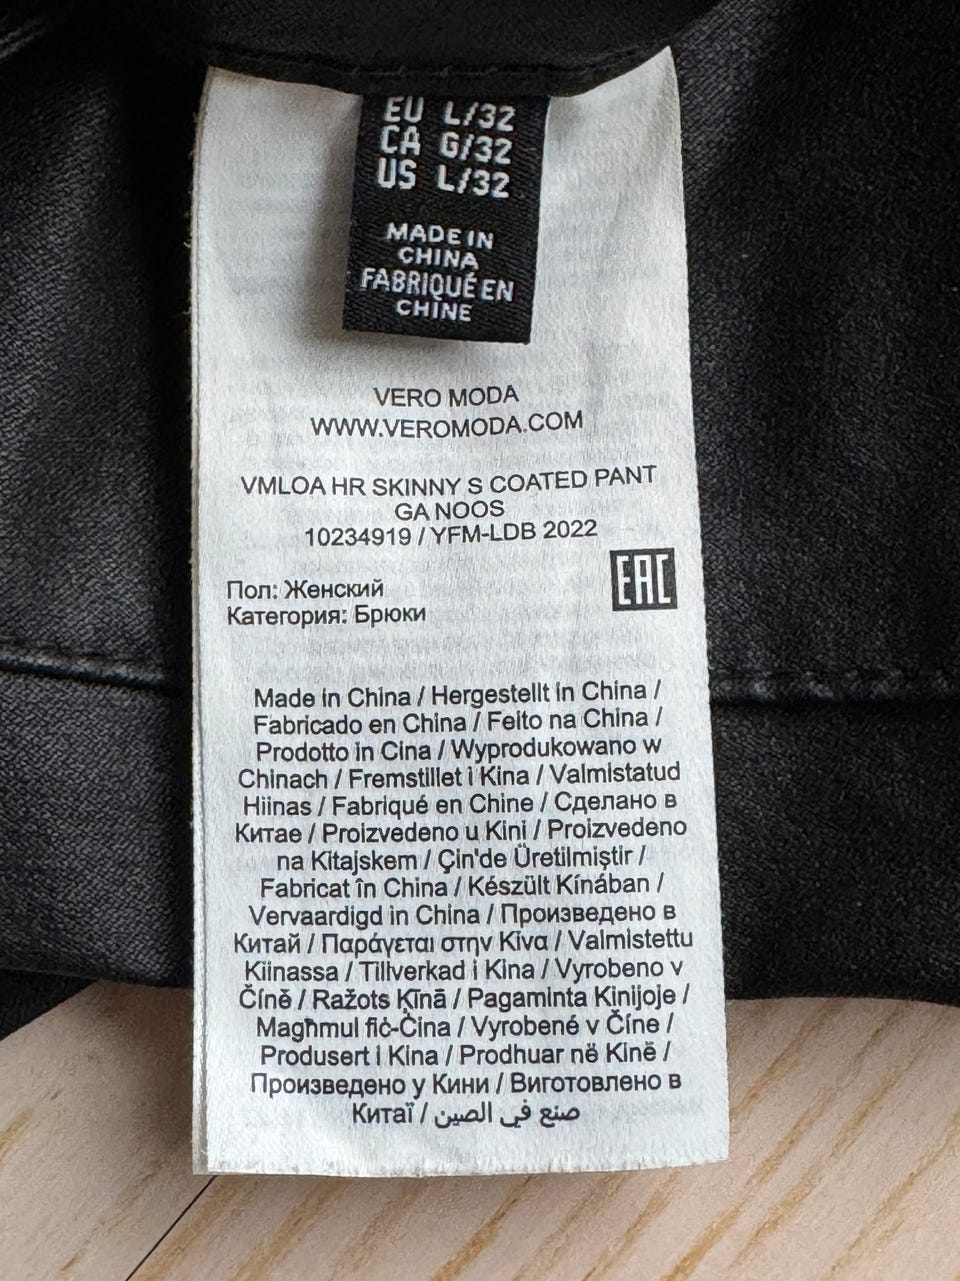 EU L/32
CA G/32
US L/32
MADE IN
CHINA
FABRIQUÉ EN
CHINE
VERO MODA
WWW.VEROMODA.COM
VMLOA HR SKINNY S COATED PANT
GA NOOS
10234919 / YFM-LDB 2022
EAC
Пол: Женский
Категория: Брюки
Made in China / Hergestellt in China /
Fabricado en China / Feito na China /
Prodotto in Cina / Wyprodukowano w
Chinach / Fremstillet i Kina / Valmistatud
Hiinas / Fabriqué en Chine / Сделано в
Китае / Proizvedeno u Kini / Proizvedeno
na Kitajskem / Çin'de Üretilmiştir /
Fabricat în China / Készült Kínában /
Vervaardigd in China / Произведено в
Китай / Παράγεται στην Κίνα / Valmistettu
Kiinassa / Tillverkad i Kina / Vyrobeno v
Číně / Ražots Ķīnā / Pagaminta Kinijoje /
Magħmul fiċ-Ċina / Vyrobené v Číne /
Produsert i Kina / Prodhuar në Kinë /
Произведено у Кини / Виготовлено в
Китаї / صنع في الصين